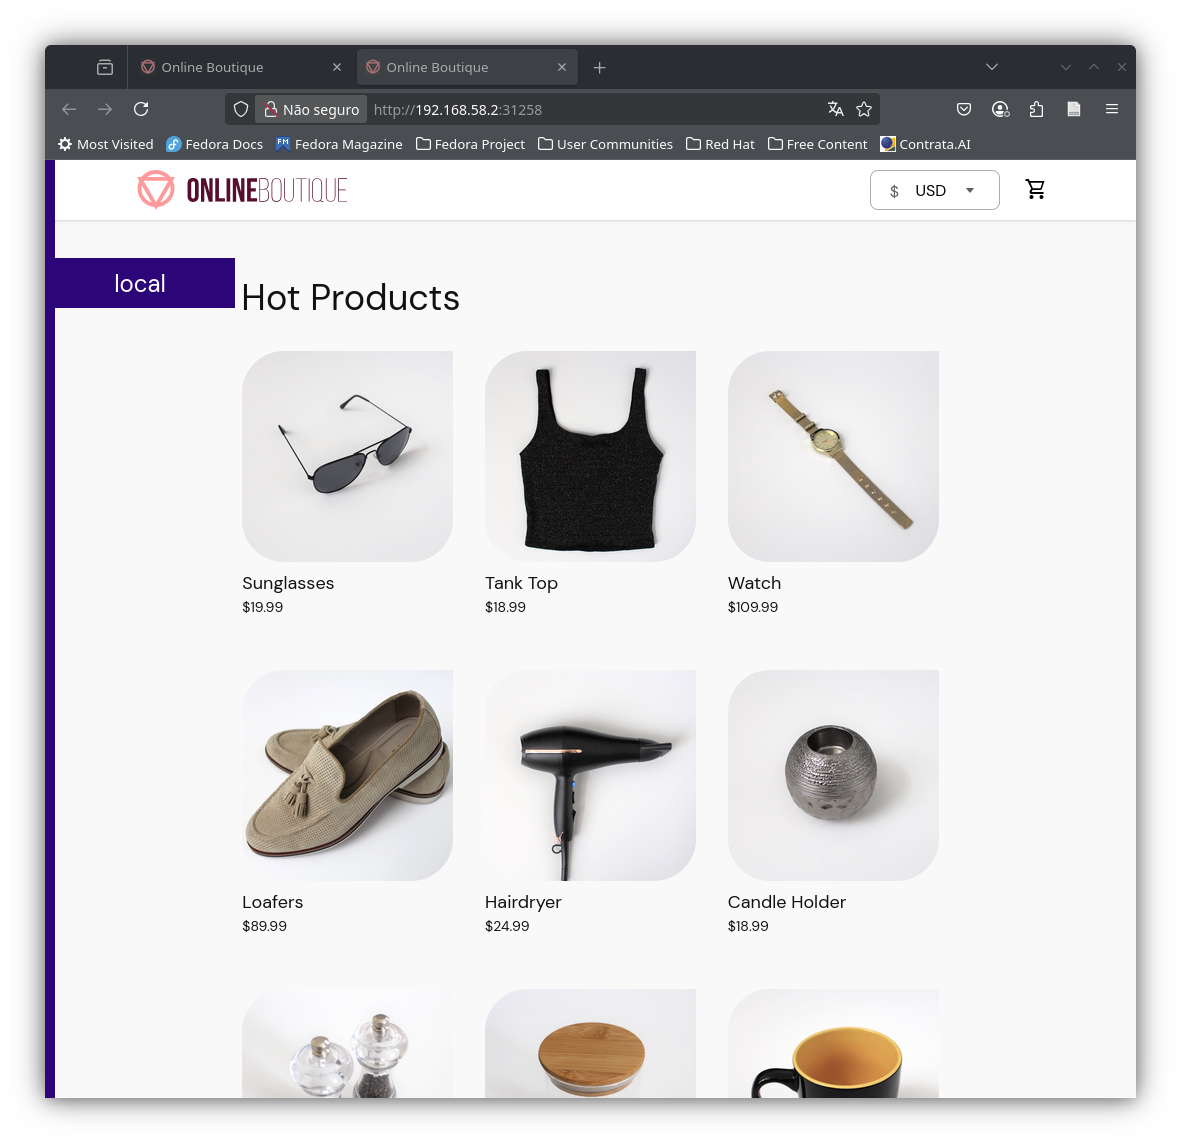 Online Boutique
Online Boutique
Não seguro http://192.168.58.2:31258
Most Visited Fedora Docs FM Fedora Magazine Fedora Project User Communities Red Hat Free Content Contrata.AI
ONLINEBOUTIQUE
$ USD
local
Hot Products
Sunglasses
$19.99
Tank Top
$18.99
Watch
$109.99
Loafers
$89.99
Hairdryer
$24.99
Candle Holder
$18.99